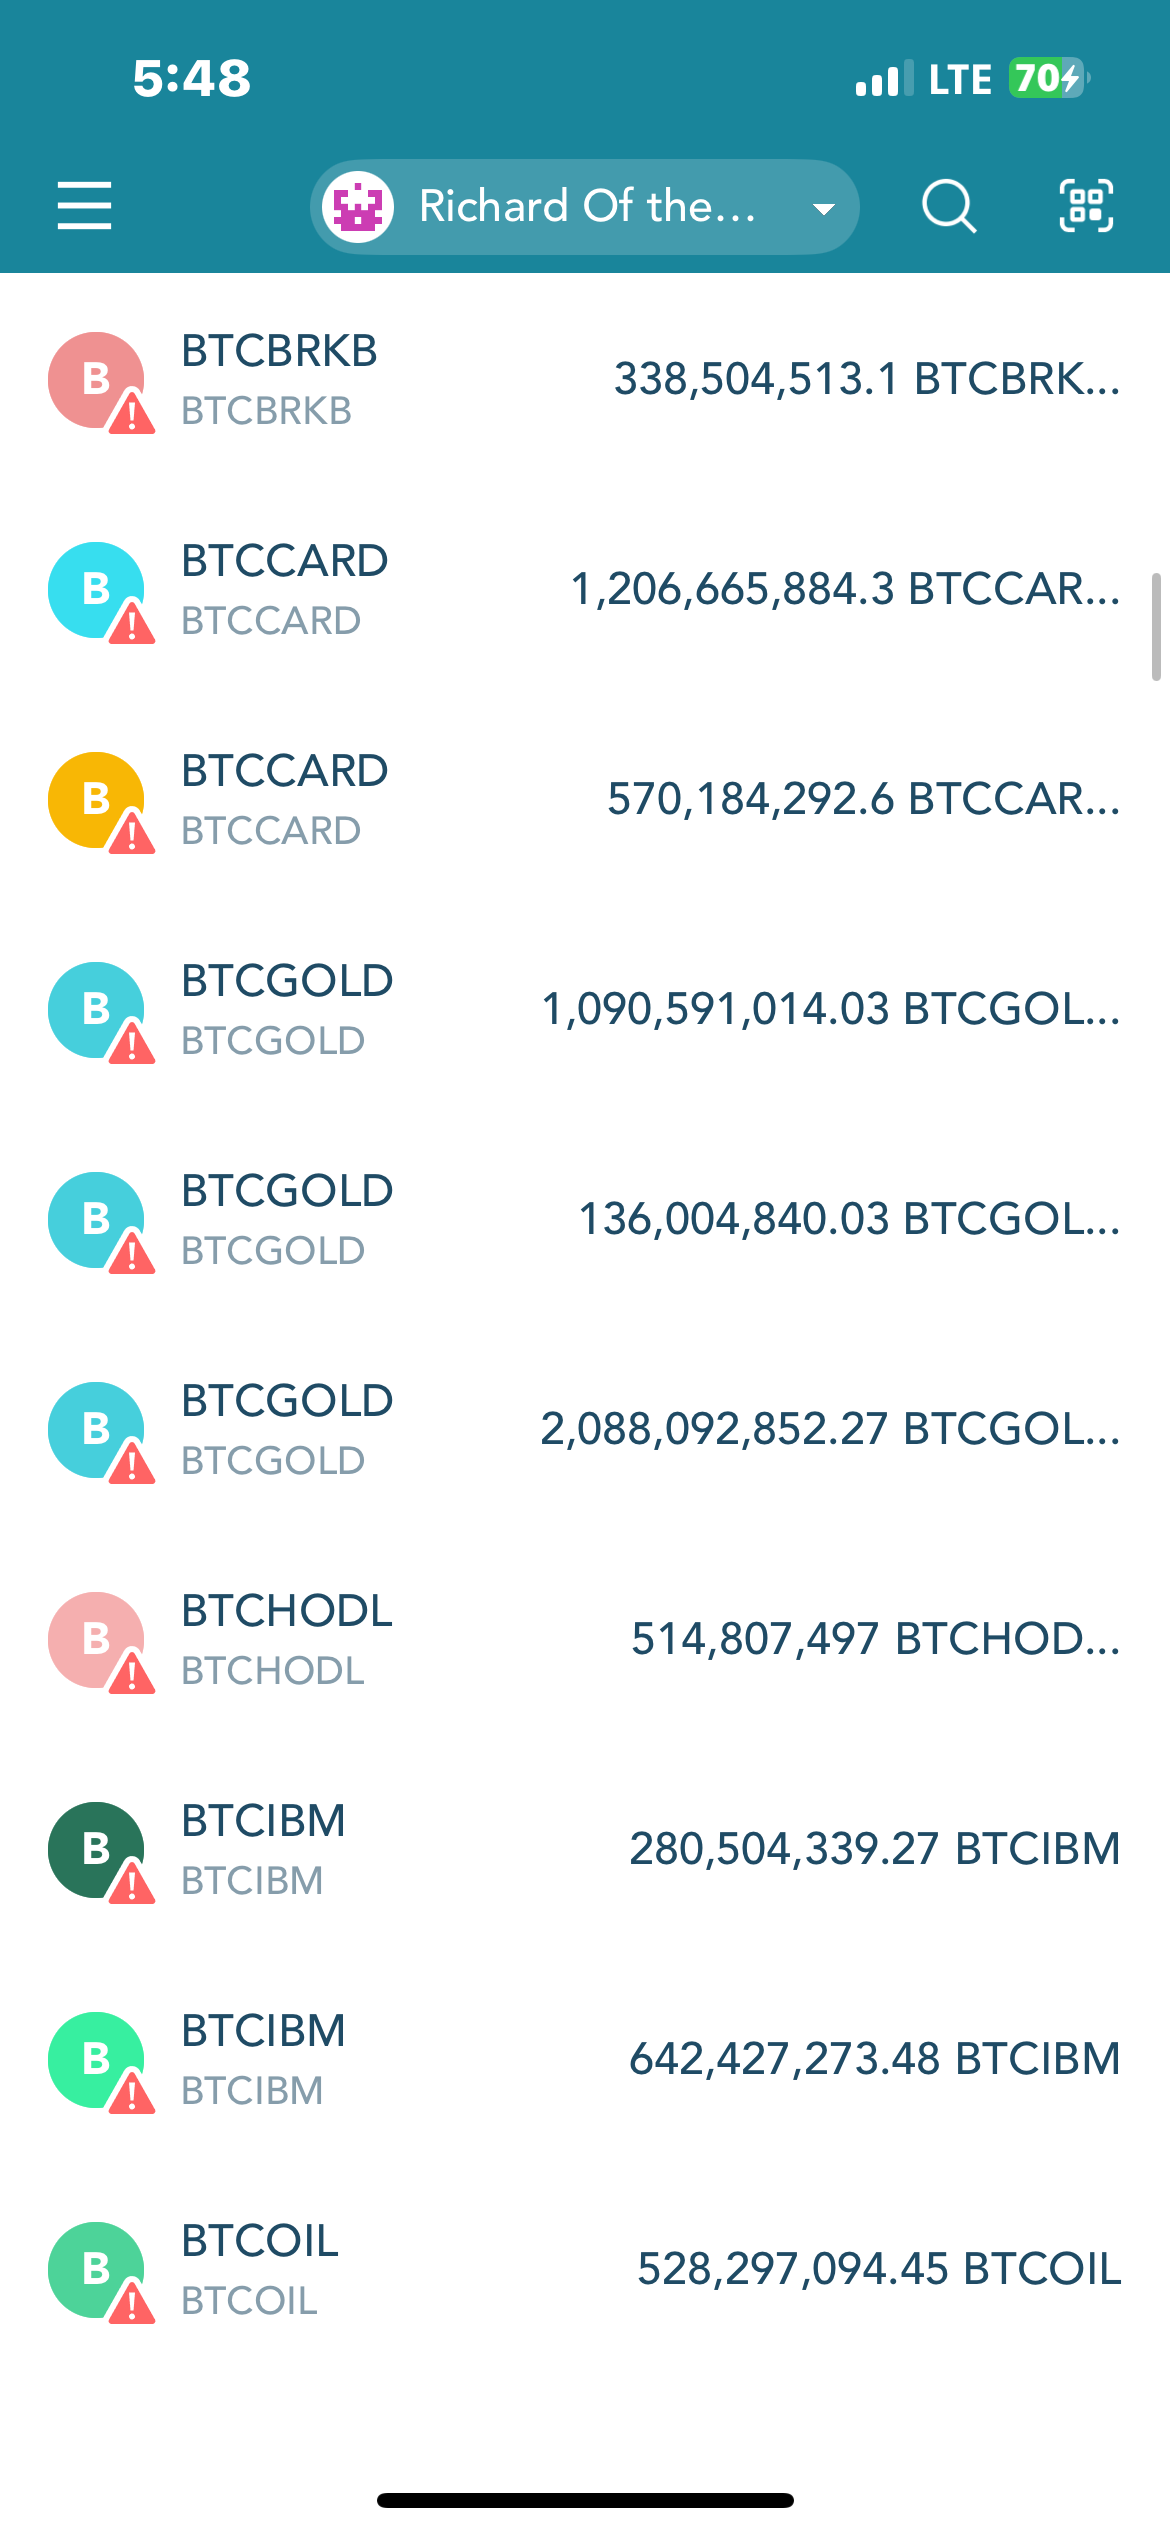 5:48
LTE 70
Richard Of the...
B BTCBRKB
BTCBRKB
338,504,513.1 BTCBRK...
B BTCCARD
BTCCARD
1,206,665,884.3 BTCCAR...
B BTCCARD
BTCCARD
570,184,292.6 BTCCAR...
B BTCGOLD
BTCGOLD
1,090,591,014.03 BTCGOL...
B BTCGOLD
BTCGOLD
136,004,840.03 BTCGOL...
B BTCGOLD
BTCGOLD
2,088,092,852.27 BTCGOL...
B BTCHODL
BTCHODL
514,807,497 BTCHOD...
B BTCIBM
BTCIBM
280,504,339.27 BTCIBM
B BTCIBM
BTCIBM
642,427,273.48 BTCIBM
B BTCOIL
BTCOIL
528,297,094.45 BTCOIL